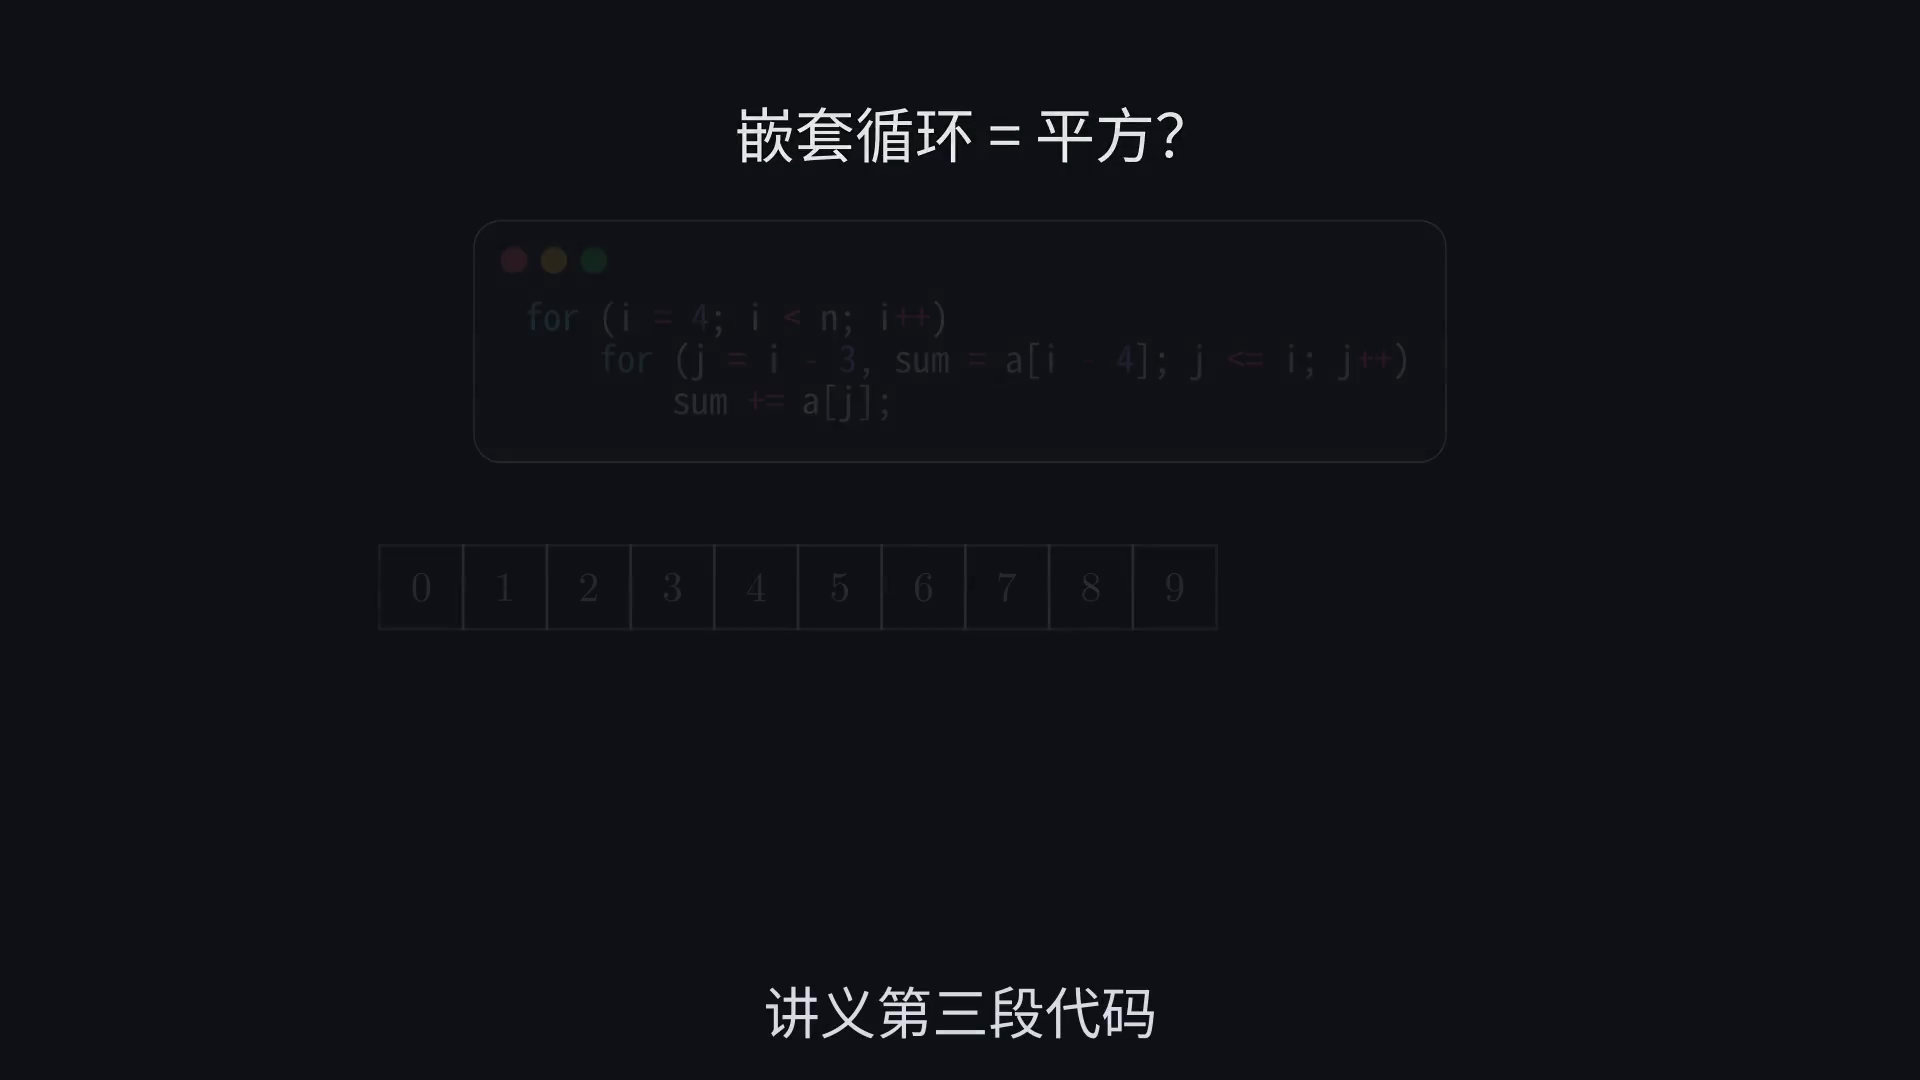 嵌套循环 = 平方？
for (i = 4; i < n; i++)
for (j = i - 3, sum = a[i - 4]; j <= i; j++)
sum += a[j];
0 1 2 3 4 5 6 7 8 9
讲义第三段代码